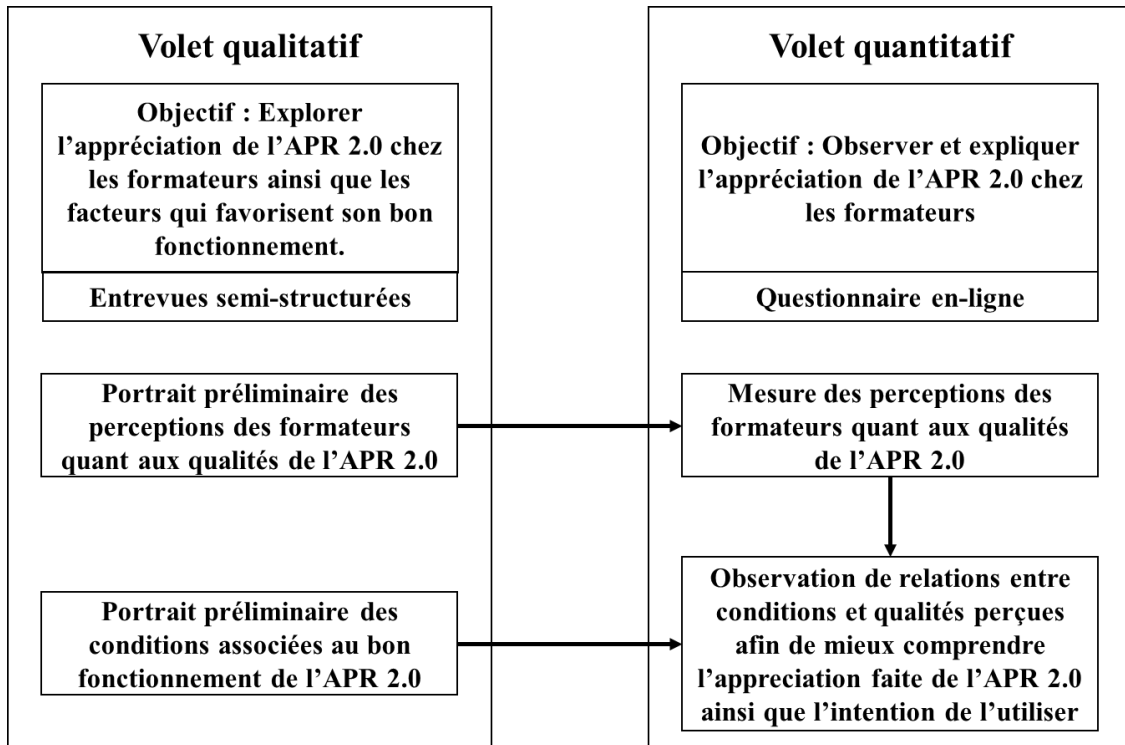 Volet qualitatif
Objectif : Explorer
l’appréciation de l’APR 2.0 chez
les formateurs ainsi que les
facteurs qui favorisent son bon
fonctionnement.
Entrevues semi-structurées
Portrait préliminaire des
perceptions des formateurs
quant aux qualités de l’APR 2.0
Portrait préliminaire des
conditions associées au bon
fonctionnement de l’APR 2.0
Volet quantitatif
Objectif : Observer et expliquer
l’appréciation de l’APR 2.0 chez
les formateurs
Questionnaire en-ligne
Mesure des perceptions des
formateurs quant aux qualités
de l’APR 2.0
Observation de relations entre
conditions et qualités perçues
afin de mieux comprendre
l’appreciation faite de l’APR 2.0
ainsi que l’intention de l’utiliser